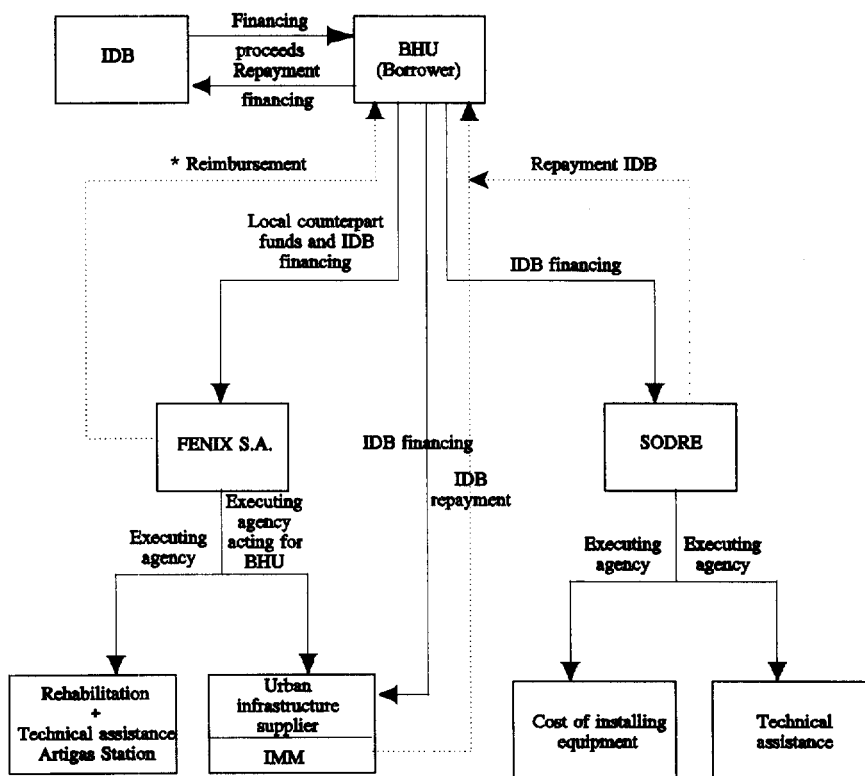 IDB
Financing
proceeds
Repayment
financing
BHU
(Borrower)
* Reimbursement
Repayment IDB
Local counterpart
funds and IDB
financing
IDB financing
FENIX S.A.
IDB financing
IDB
repayment
SODRE
Executing
agency
Executing
agency
acting for
BHU
Executing
agency
Executing
agency
Rehabilitation
+
Technical assistance
Artigas Station
Urban
infrastructure
supplier
IMM
Cost of installing
equipment
Technical
assistance